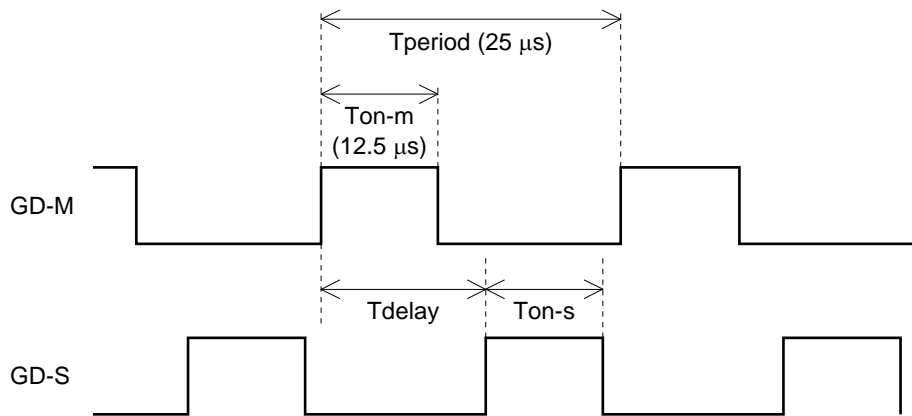 Tperiod (25 μs)
Ton-m
(12.5 μs)
GD-M
Tdelay
Ton-s
GD-S